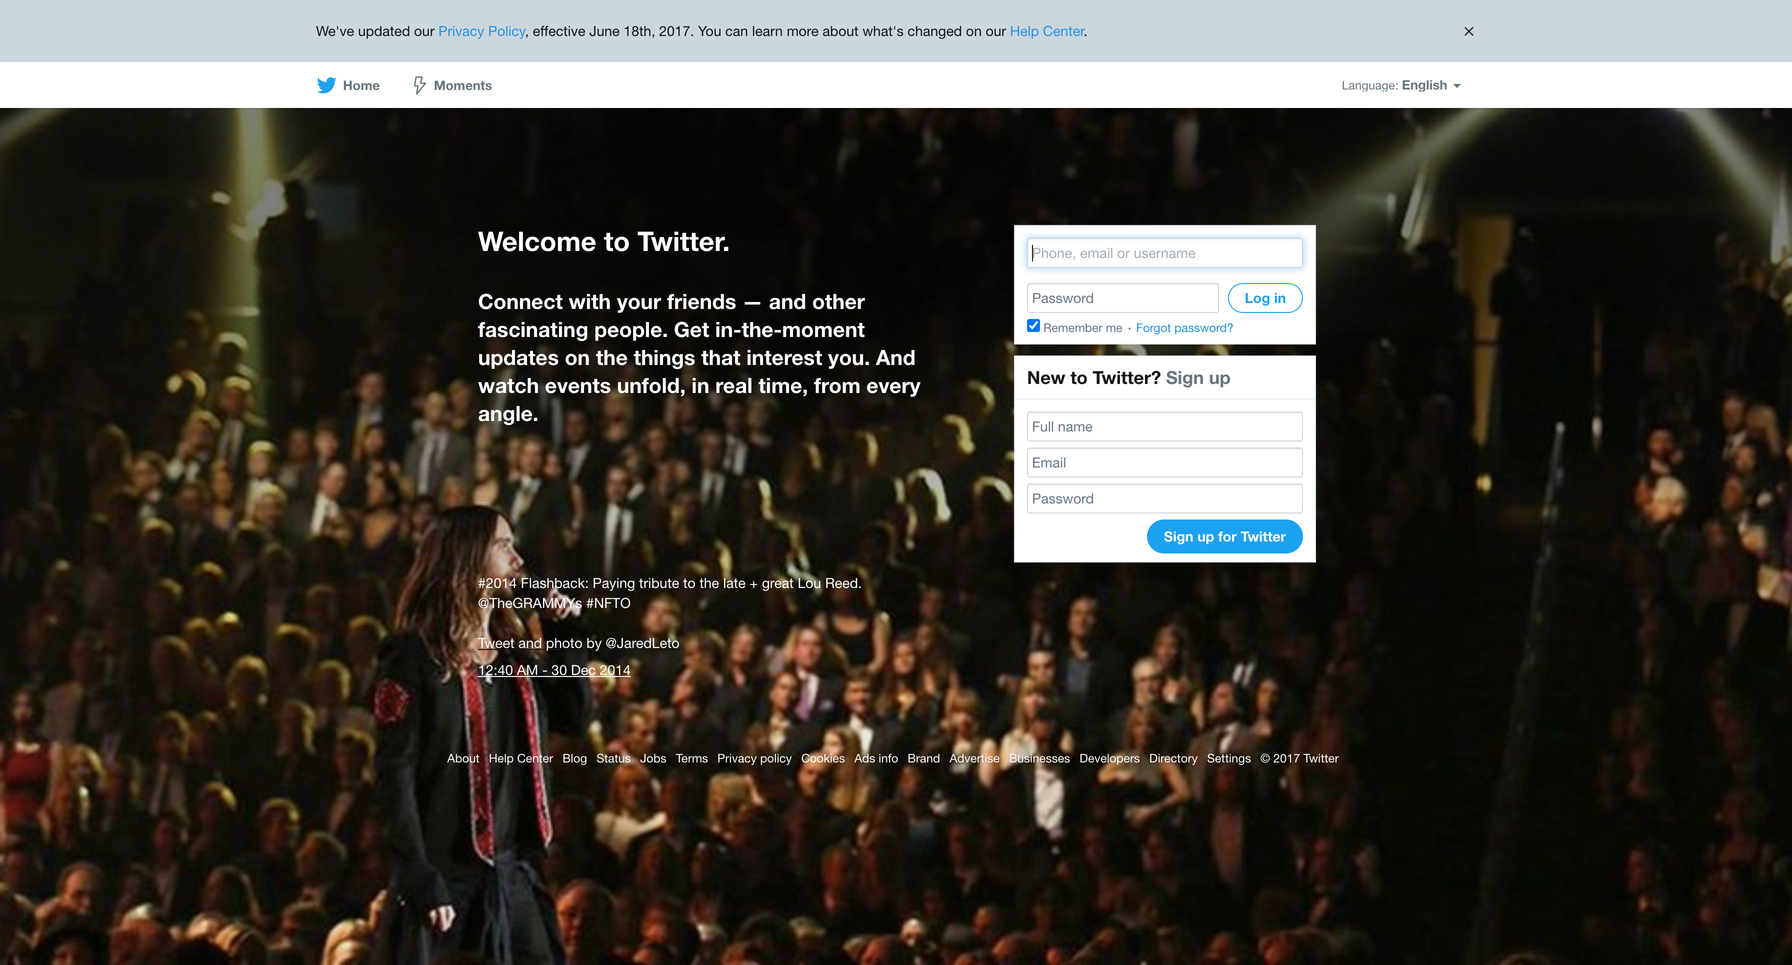 We've updated our Privacy Policy, effective June 18th, 2017. You can learn more about what's changed on our Help Center.
Home
Moments
Language: English
Welcome to Twitter.
Connect with your friends — and other
fascinating people. Get in-the-moment
updates on the things that interest you. And
watch events unfold, in real time, from every
angle.
#2014 Flashback: Paying tribute to the late + great Lou Reed.
@TheGRAMMYs #NFTO
Tweet and photo by @JaredLeto
12:40 AM - 30 Dec 2014
Phone, email or username
Password
Log in
Remember me · Forgot password?
New to Twitter? Sign up
Full name
Email
Password
Sign up for Twitter
About Help Center Blog Status Jobs Terms Privacy policy Cookies Ads info Brand Advertise Businesses Developers Directory Settings © 2017 Twitter